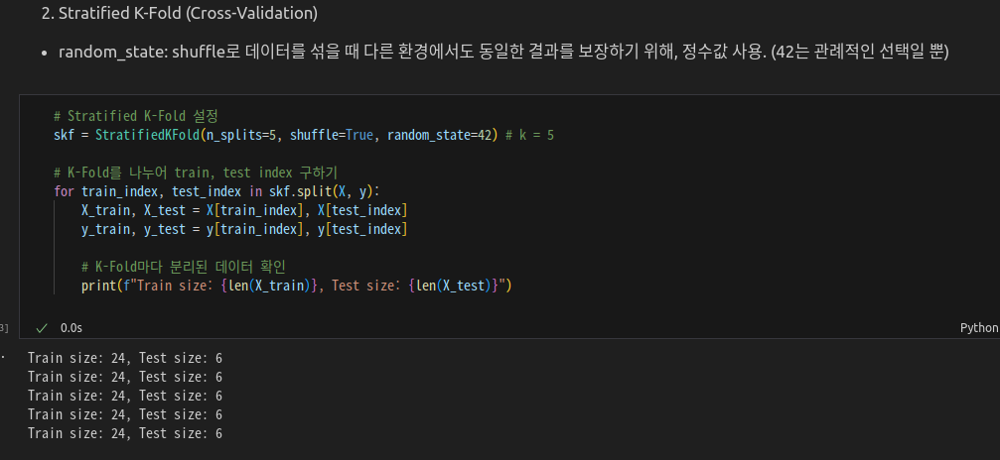 2. Stratified K-Fold (Cross-Validation)
• random_state: shuffle로 데이터를 섞을 때 다른 환경에서도 동일한 결과를 보장하기 위해, 정수값 사용. (42는 관례적인 선택일 뿐)
# Stratified K-Fold 설정
skf = StratifiedKFold(n_splits=5, shuffle=True, random_state=42) # k = 5
# K-Fold를 나누어 train, test index 구하기
for train_index, test_index in skf.split(X, y):
X_train, X_test = X[train_index], X[test_index]
y_train, y_test = y[train_index], y[test_index]
# K-Fold마다 분리된 데이터 확인
print(f"Train size: {len(X_train)}, Test size: {len(X_test)}")
3] ✓ 0.0s Python
Train size: 24, Test size: 6
Train size: 24, Test size: 6
Train size: 24, Test size: 6
Train size: 24, Test size: 6
Train size: 24, Test size: 6